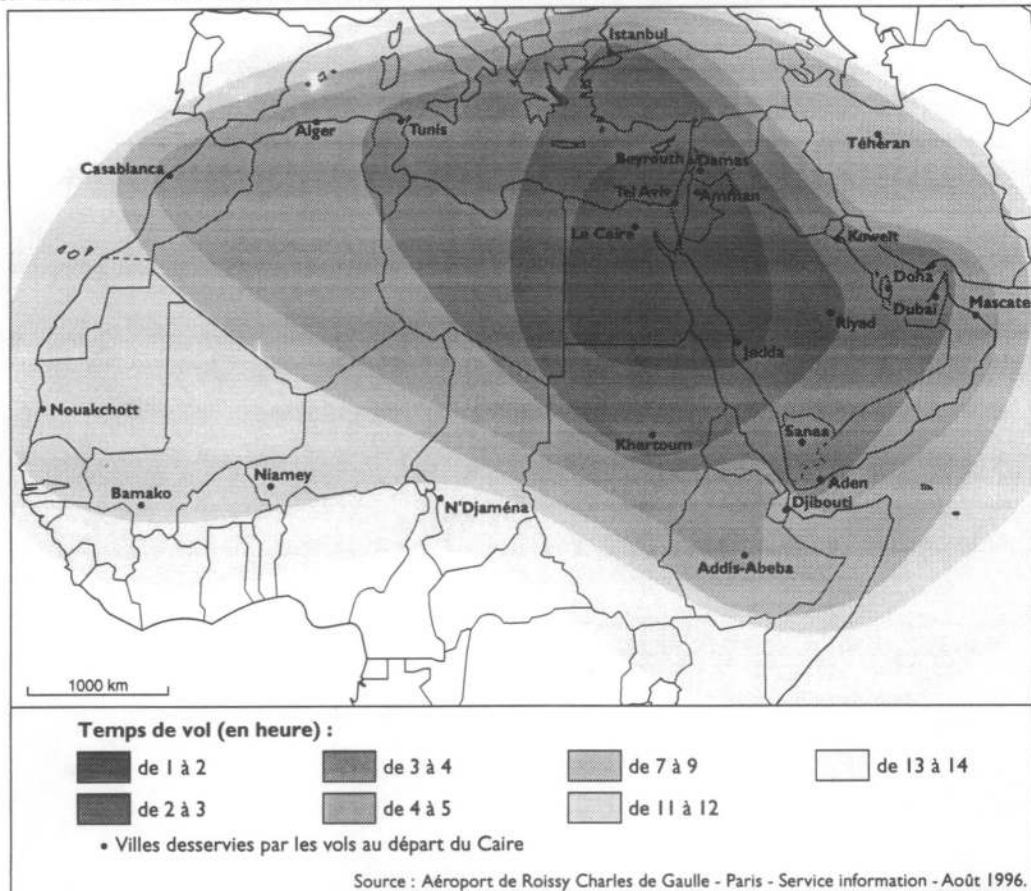 Istanbul
Alger
Tunis
Téhéran
Casablanca
Beyrouth
Damas
Tel Aviv
Amman
Le Caire
Koweït
Doha
Dubaï
Mascate
Riyad
Jedda
Nouakchott
Khartoum
Sanaa
Niamey
Aden
Bamako
N'Djaména
Djibouti
Addis-Abeba
1000 km
Temps de vol (en heure) :
de 1 à 2
de 3 à 4
de 7 à 9
de 13 à 14
de 2 à 3
de 4 à 5
de 11 à 12
• Villes desservies par les vols au départ du Caire
Source : Aéroport de Roissy Charles de Gaulle - Paris - Service information - Août 1996.